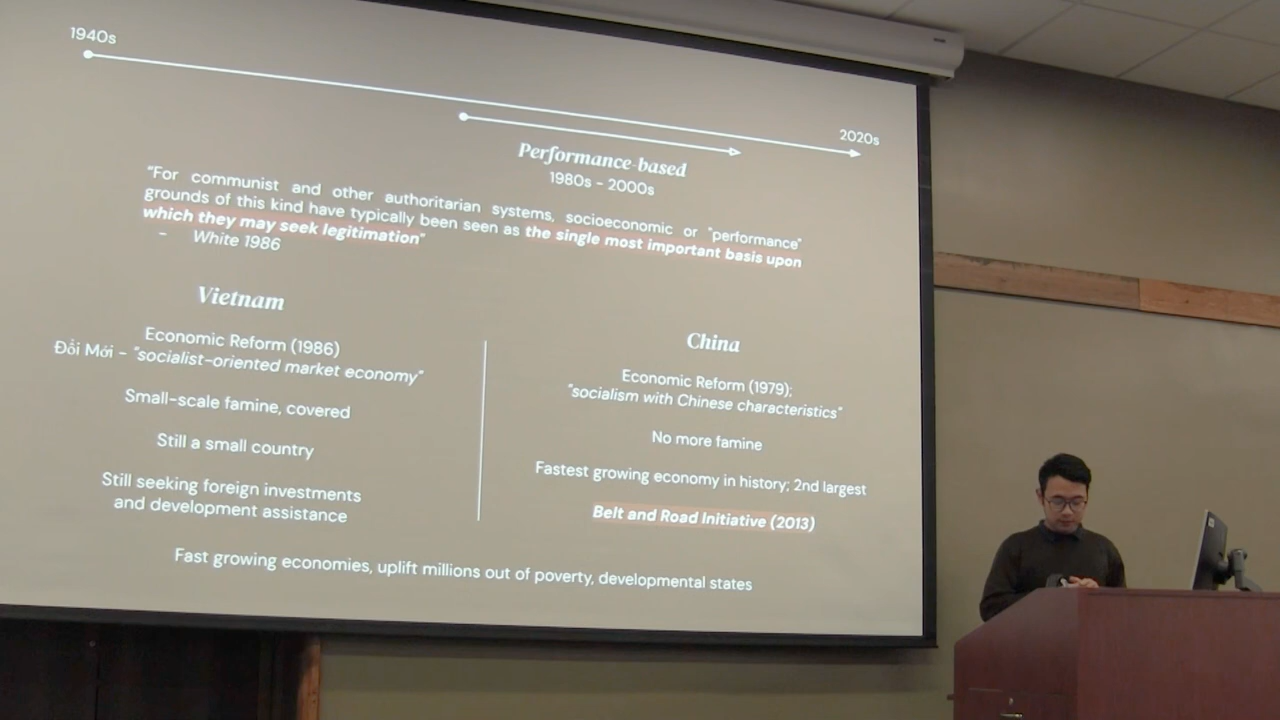 1940s
2020s
Performance-based
1980s - 2000s
"For communist and other authoritarian systems, socioeconomic or "performance"
grounds of this kind have typically been seen as the single most important basis upon
which they may seek legitimation"
- White 1986
Vietnam
Economic Reform (1986)
Đổi Mới - "socialist-oriented market economy"
Small-scale famine, covered
Still a small country
Still seeking foreign investments
and development assistance
China
Economic Reform (1979);
"socialism with Chinese characteristics"
No more famine
Fastest growing economy in history; 2nd largest
Belt and Road Initiative (2013)
Fast growing economies, uplift millions out of poverty, developmental states